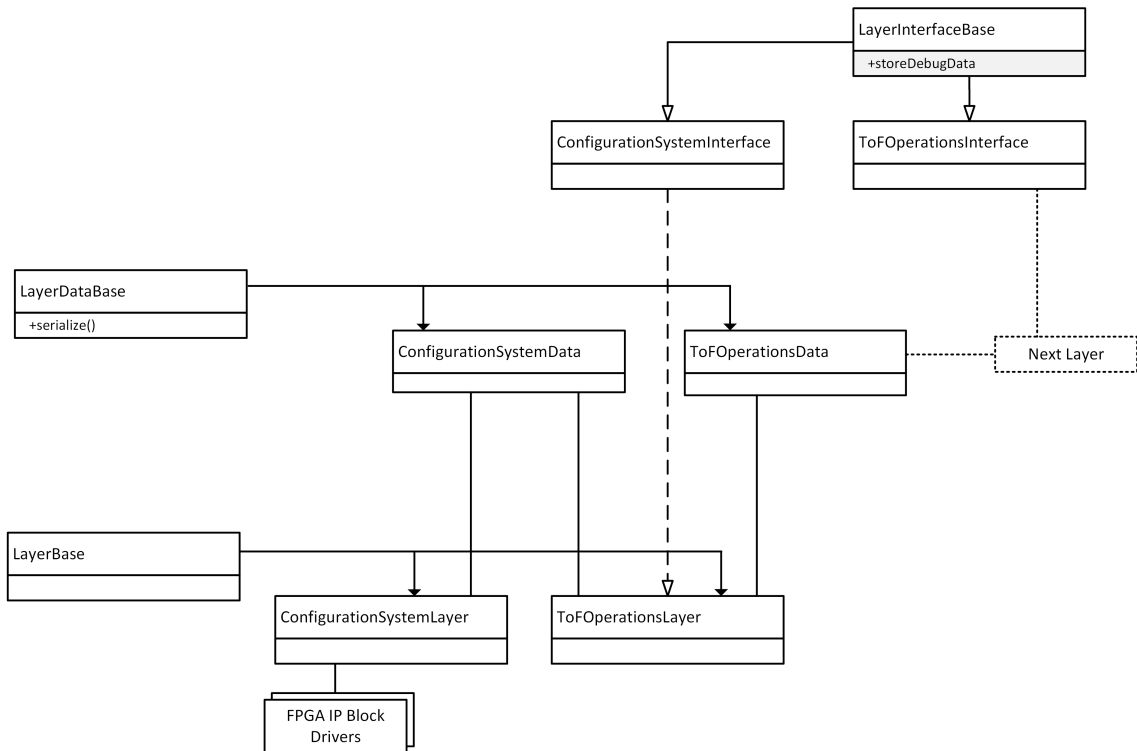 LayerInterfaceBase
+storeDebugData
ConfigurationSystemInterface
ToFOperationsInterface
LayerDataBase
+serialize()
ConfigurationSystemData
ToFOperationsData
Next Layer
LayerBase
ConfigurationSystemLayer
ToFOperationsLayer
FPGA IP Block
Drivers